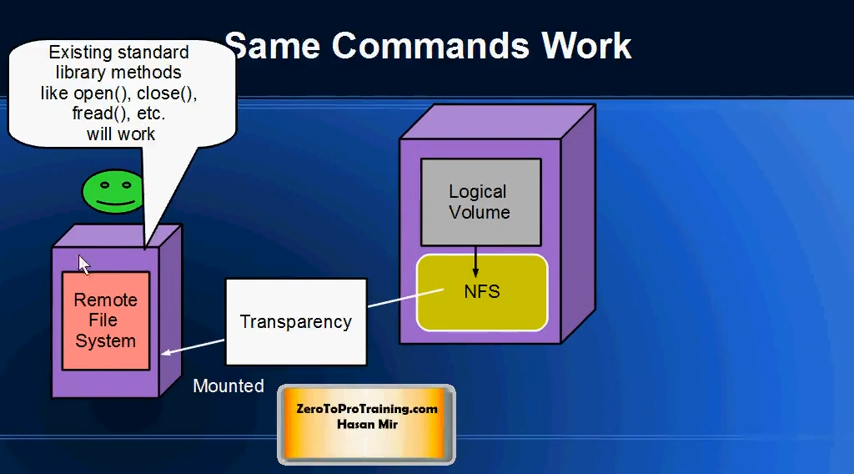 Same Commands Work
Existing standard
library methods
like open(), close(),
fread(), etc.
will work
Logical
Volume
NFS
Remote
File
System
Transparency
Mounted
ZeroToProTraining.com
Hasan Mir